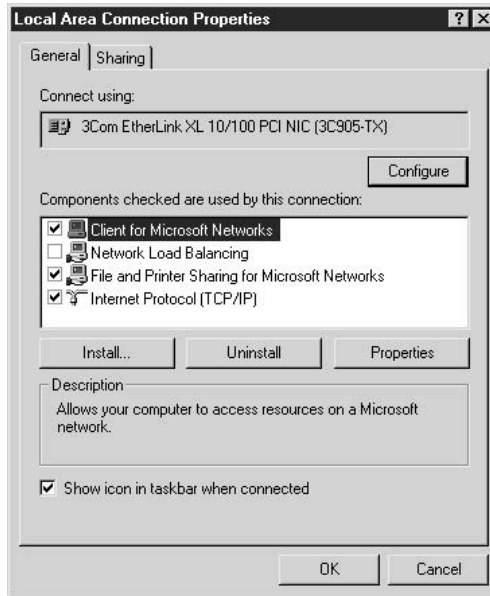 Local Area Connection Properties
General Sharing
Connect using:
3Com EtherLink XL 10/100 PCI NIC (3C905-TX)
Configure
Components checked are used by this connection:
Client for Microsoft Networks
Network Load Balancing
File and Printer Sharing for Microsoft Networks
Internet Protocol (TCP/IP)
Install... Uninstall Properties
Description
Allows your computer to access resources on a Microsoft
network.
Show icon in taskbar when connected
OK Cancel